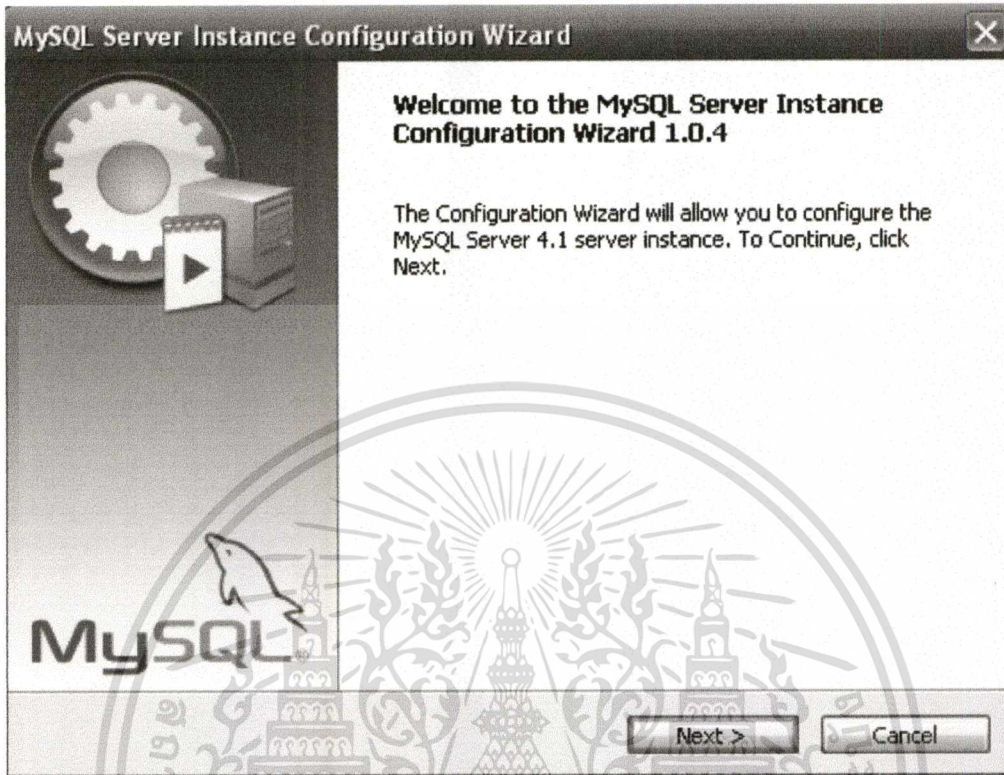 MySQL Server Instance Configuration Wizard
Welcome to the MySQL Server Instance
Configuration Wizard 1.0.4
The Configuration Wizard will allow you to configure the
MySQL Server 4.1 server instance. To Continue, click
Next.
MySQL
Next >
Cancel